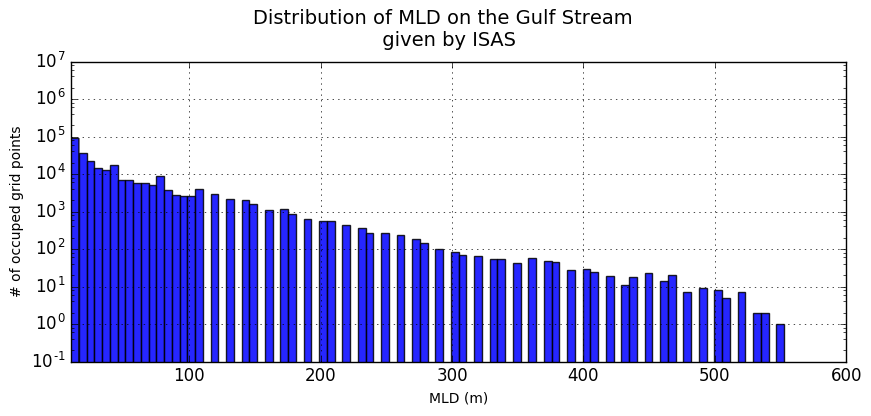 Distribution of MLD on the Gulf Stream
given by ISAS
10^7
10^6
10^5
10^4
10^3
10^2
10^1
10^0
10^-1
# of occuped grid points
100 200 300 400 500 600
MLD (m)